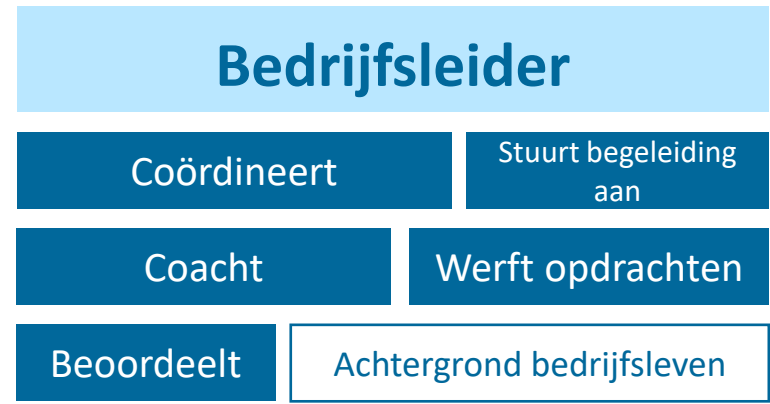 Bedrijfsleider
Coördineert
Stuurt begeleiding
aan
Coacht
Werft opdrachten
Beoordeelt
Achtergrond bedrijfsleven